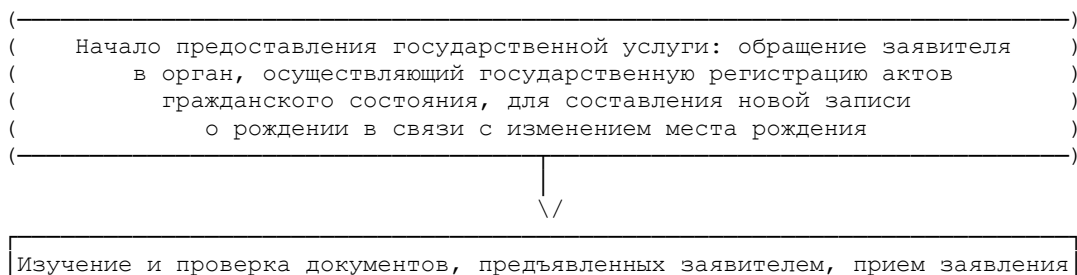 Начало предоставления государственной услуги: обращение заявителя
в орган, осуществляющий государственную регистрацию актов
гражданского состояния, для составления новой записи
о рождении в связи с изменением места рождения
Изучение и проверка документов, предъявленных заявителем, прием заявления